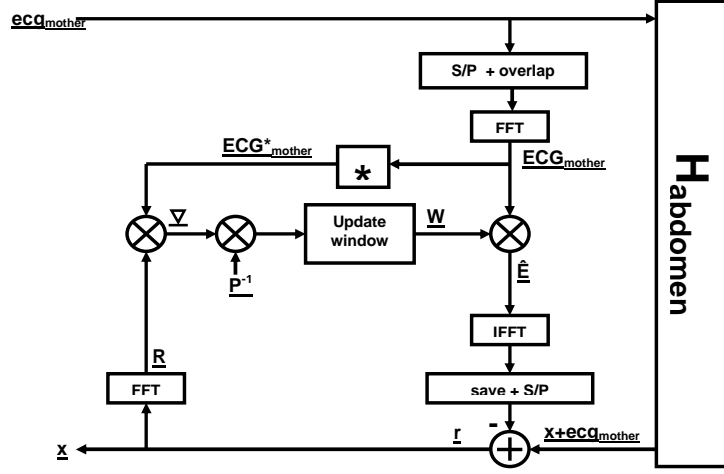 ecg_mother
S/P + overlap
FFT
ECG*_mother
ECG_mother
*
∇
Update
window
W
P^-1
Ê
H_abdomen
IFFT
R
FFT
save + S/P
-
x
r
+
x+ecg_mother